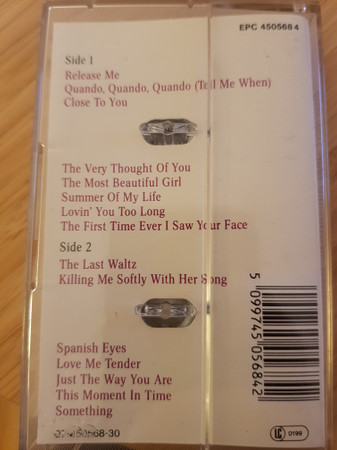 EPC 450568 4
Side 1
Release Me
Quando, Quando, Quando (Tell Me When)
Close To You
The Very Thought Of You
The Most Beautiful Girl
Summer Of My Life
Lovin' You Too Long
The First Time Ever I Saw Your Face
Side 2
The Last Waltz
Killing Me Softly With Her Song
Spanish Eyes
Love Me Tender
Just The Way You Are
This Moment In Time
Something
5 099745 056842
LC 0199